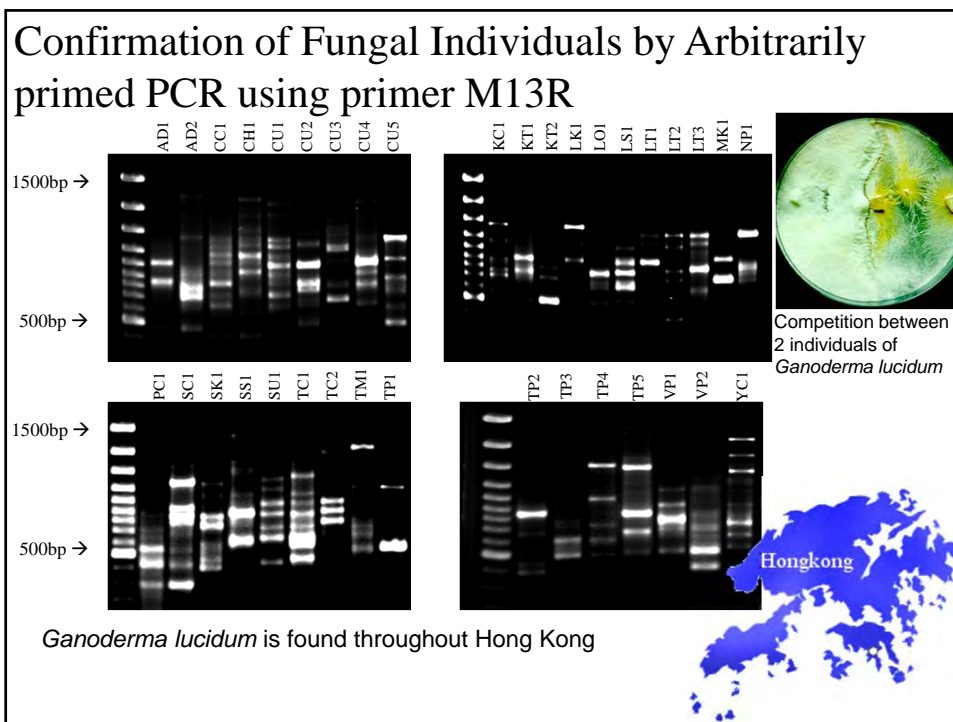 Confirmation of Fungal Individuals by Arbitrarily
primed PCR using primer M13R
AD1 AD2 CC1 CH1 CU1 CU2 CU3 CU4 CU5
KC1 KT1 KT2 LK1 LO1 LS1 LT1 LT2 LT3 MK1 NP1
1500bp →
500bp →
Competition between
2 individuals of
Ganoderma lucidum
PC1 SC1 SK1 SS1 SU1 TC1 TC2 TM1 TP1
TP2 TP3 TP4 TP5 VP1 VP2 YC1
1500bp →
500bp →
Hongkong
Ganoderma lucidum is found throughout Hong Kong